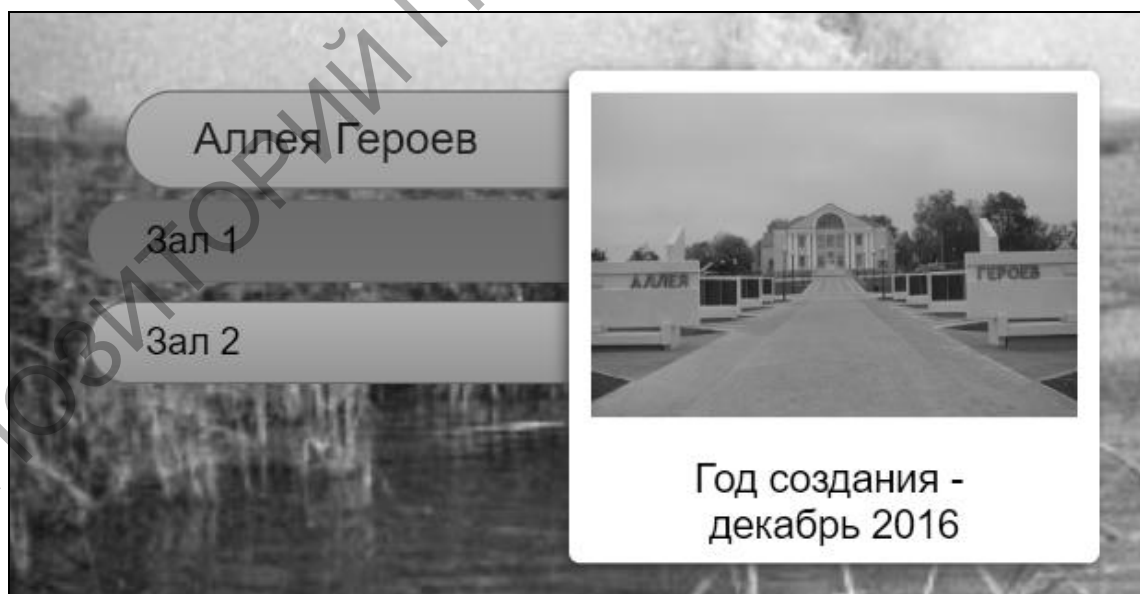 Аллея Героев
Зал 1
Зал 2
АЛЛЕЯ
ГЕРОЕВ
Год создания -
декабрь 2016